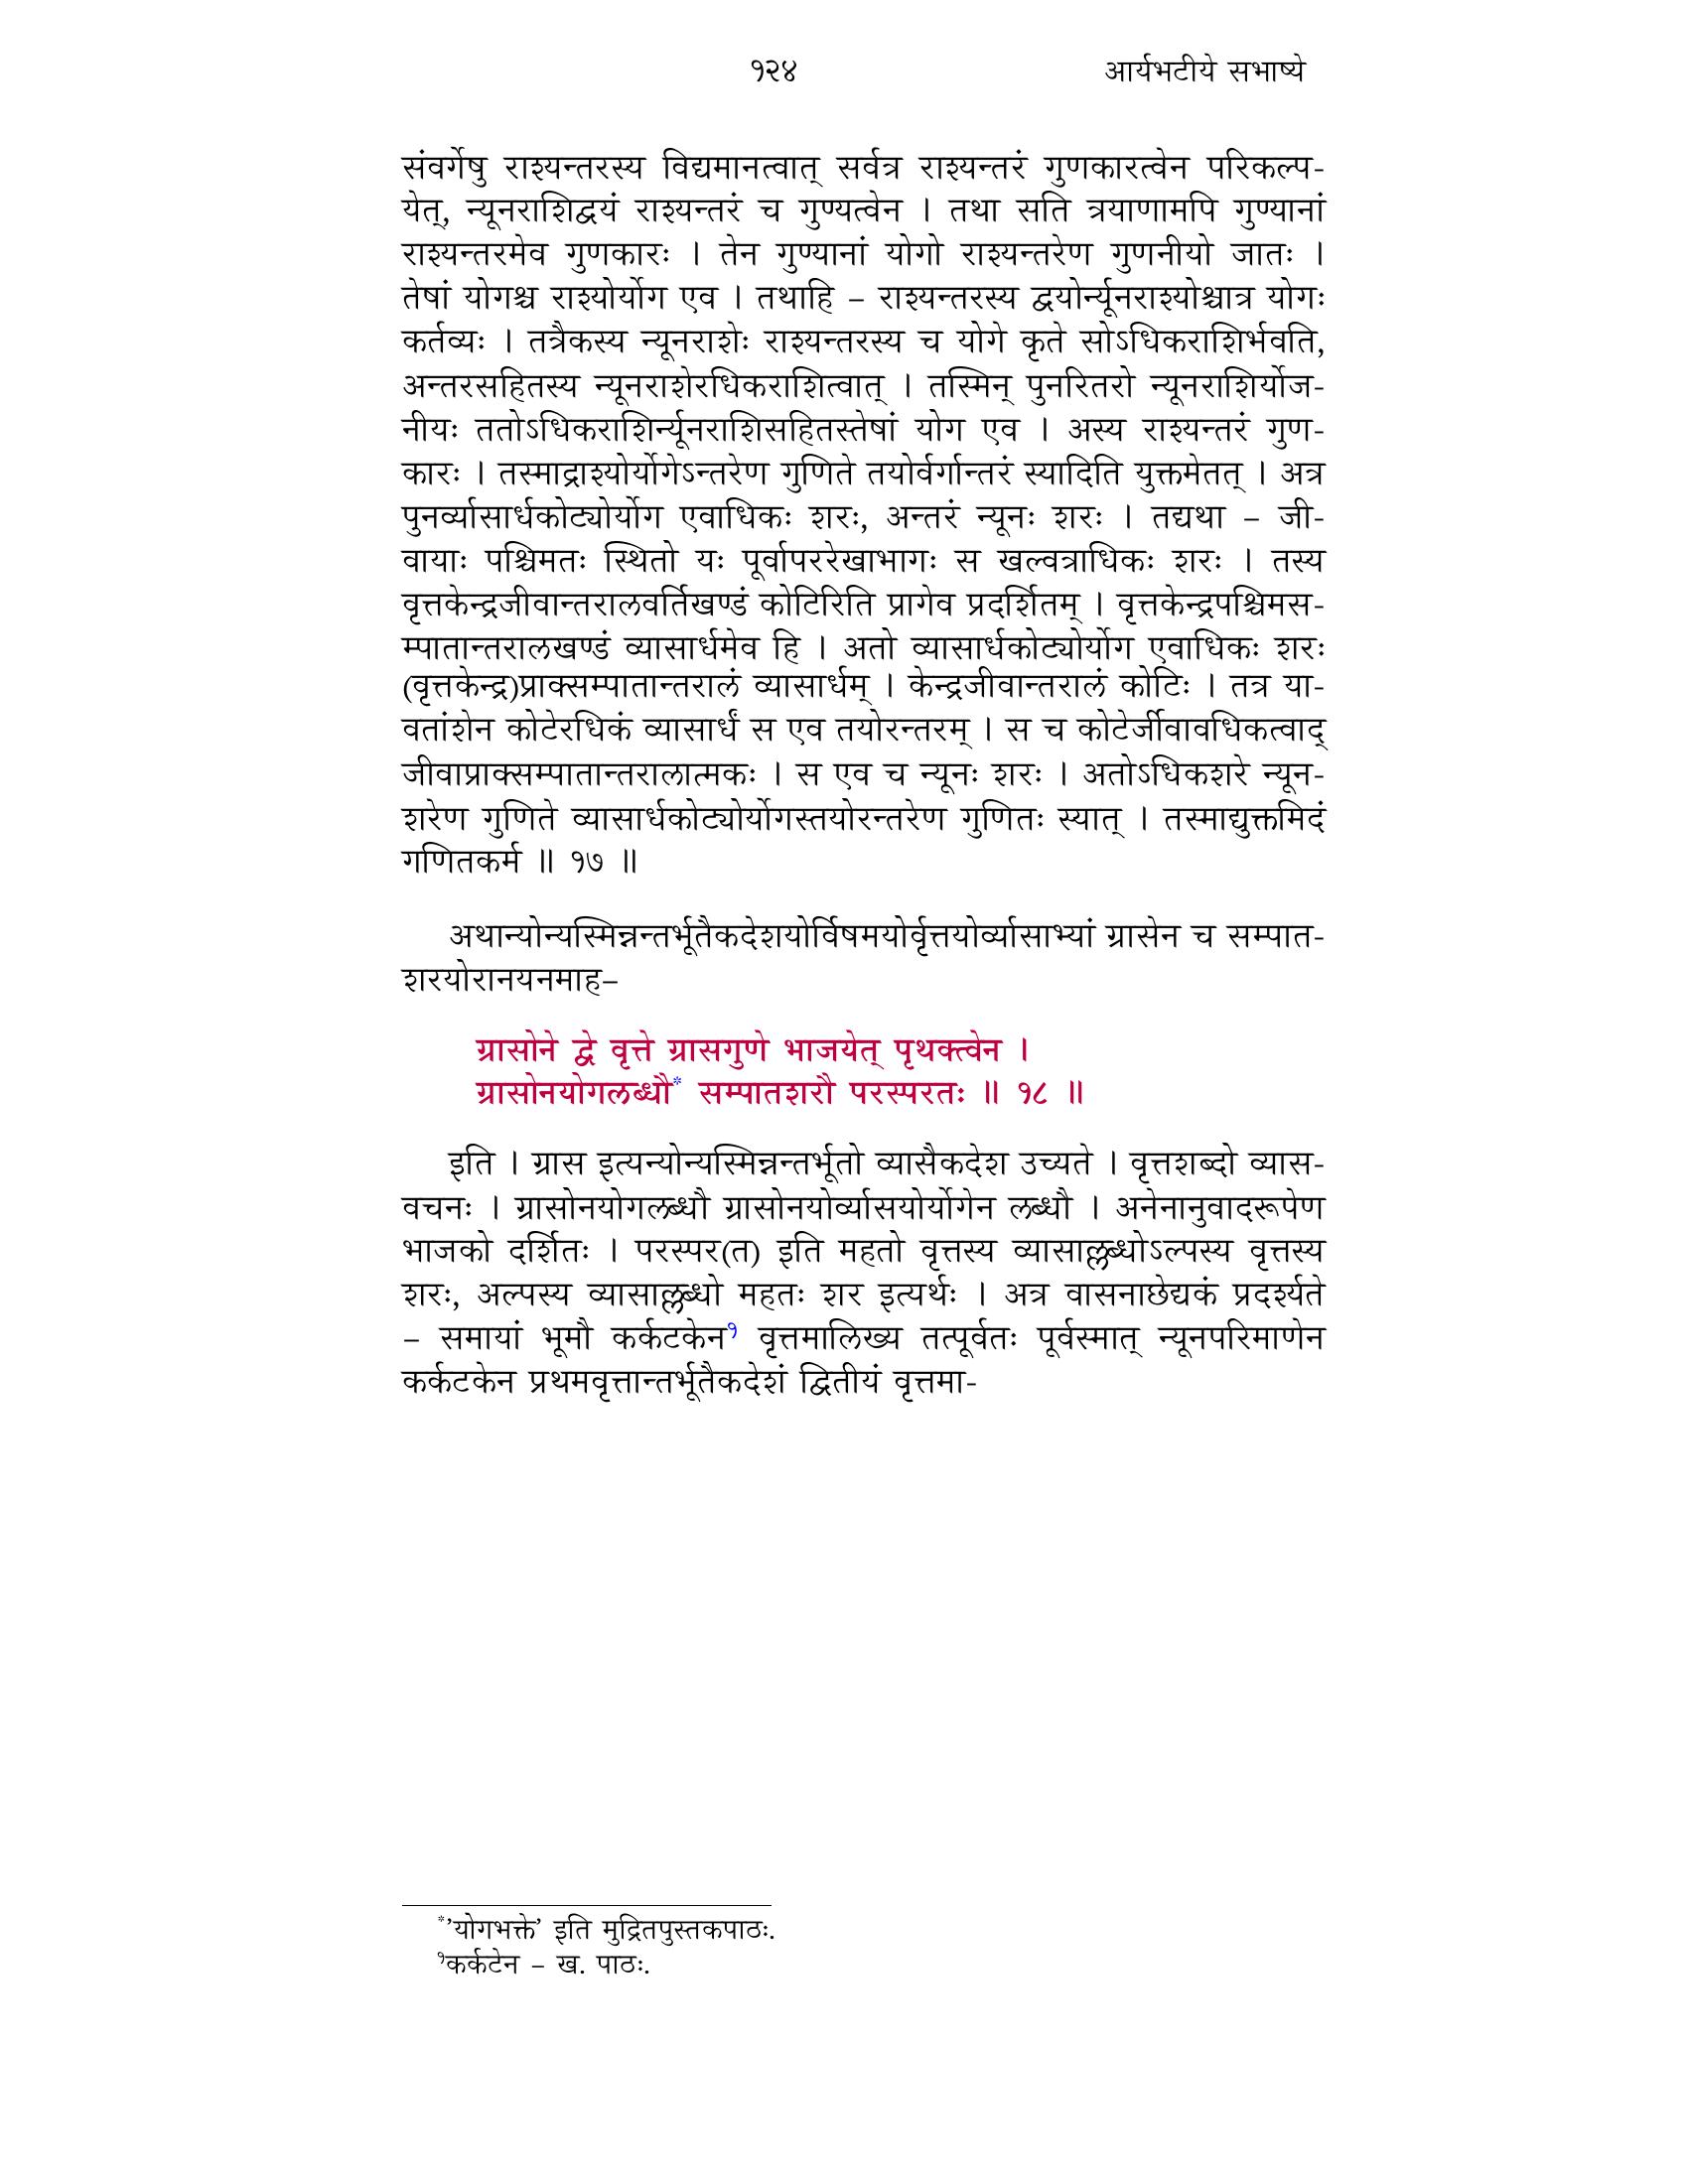 १२४ आर्यभटीये सभाष्ये
संवर्गेषु राश्यन्तरस्य विद्यमानत्वात् सर्वत्र राश्यन्तरं गुणकारत्वेन परिकल्प-
येत्, न्यूनराशिद्वयं राश्यन्तरं च गुण्यत्वेन । तथा सति त्रयाणामपि गुण्यानां
राश्यन्तरमेव गुणकारः । तेन गुण्यानां योगो राश्यन्तरेण गुणनीयो जातः ।
तेषां योगश्च राश्योर्योग एव । तथाहि – राश्यन्तरस्य द्वयोर्न्यूनराश्योश्चात्र योगः
कर्तव्यः । तत्रैकस्य न्यूनराशेः राश्यन्तरस्य च योगे कृते सोऽधिकराशिर्भवति,
अन्तरसहितस्य न्यूनराशेरधिकराशित्वात् । तस्मिन् पुनरितरो न्यूनराशिर्योज-
नीयः ततोऽधिकराशिर्न्यूनराशिसहितस्तेषां योग एव । अस्य राश्यन्तरं गुण-
कारः । तस्माद्राश्योर्योगेऽन्तरेण गुणिते तयोर्वर्गान्तरं स्यादिति युक्तमेतत् । अत्र
पुनर्व्यासार्धकोट्योर्योग एवाधिकः शरः, अन्तरं न्यूनः शरः । तद्यथा – जी-
वायाः पश्चिमतः स्थितो यः पूर्वापररेखाभागः स खल्वत्राधिकः शरः । तस्य
वृत्तकेन्द्रजीवान्तरालवर्तिखण्डं कोटिरिति प्रागेव प्रदर्शितम् । वृत्तकेन्द्रपश्चिमस-
म्पातान्तरालखण्डं व्यासार्धमेव हि । अतो व्यासार्धकोट्योर्योग एवाधिकः शरः
(वृत्तकेन्द्र)प्राक्सम्पातान्तरालं व्यासार्धम् । केन्द्रजीवान्तरालं कोटिः । तत्र या-
वतांशेन कोटेरधिकं व्यासार्धं स एव तयोरन्तरम् । स च कोटेर्जीवावधिकत्वाद्
जीवाप्राक्सम्पातान्तरालात्मकः । स एव च न्यूनः शरः । अतोऽधिकशरे न्यून-
शरेण गुणिते व्यासार्धकोट्योर्योगस्तयोरन्तरेण गुणितः स्यात् । तस्माद्युक्तमिदं
गणितकर्म ॥ १७ ॥
अथान्योन्यस्मिन्नन्तर्भूतैकदेशयोर्विषमयोर्वृत्तयोर्व्यासाभ्यां ग्रासेन च सम्पात-
शरयोरानयनमाह–
ग्रासोने द्वे वृत्ते ग्रासगुणे भाजयेत् पृथक्त्वेन ।
ग्रासोनयोगलब्धौ* सम्पातशरौ परस्परतः ॥ १८ ॥
इति । ग्रास इत्यन्योन्यस्मिन्नन्तर्भूतो व्यासैकदेश उच्यते । वृत्तशब्दो व्यास-
वचनः । ग्रासोनयोगलब्धौ ग्रासोनयोर्व्यासयोर्योगेन लब्धौ । अनेनानुवादरूपेण
भाजको दर्शितः । परस्पर(त) इति महतो वृत्तस्य व्यासाल्लब्धोऽल्पस्य वृत्तस्य
शरः, अल्पस्य व्यासाल्लब्धो महतः शर इत्यर्थः । अत्र वासनाछेद्यकं प्रदर्श्यते
– समायां भूमौ कर्कटकेन१ वृत्तमालिख्य तत्पूर्वतः पूर्वस्मात् न्यूनपरिमाणेन
कर्कटकेन प्रथमवृत्तान्तर्भूतैकदेशं द्वितीयं वृत्तमा-
*’योगभक्ते’ इति मुद्रितपुस्तकपाठः.
१कर्कटेन – ख. पाठः.